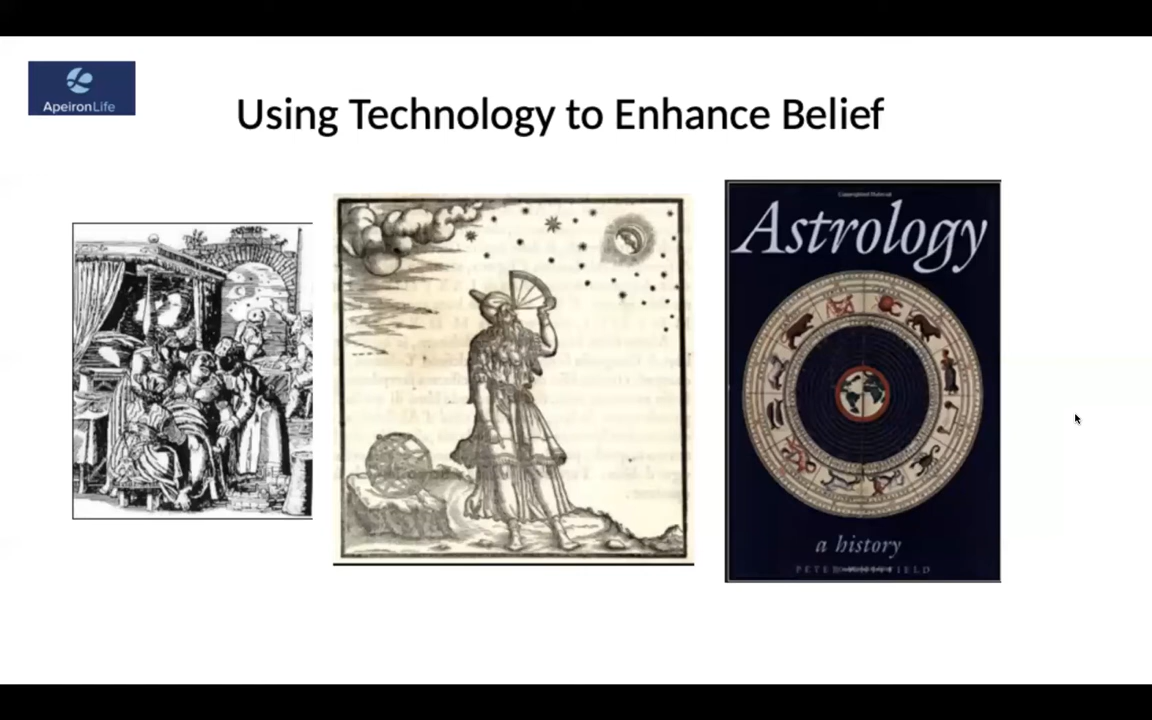 ApeironLife
Using Technology to Enhance Belief
Astrology
a history